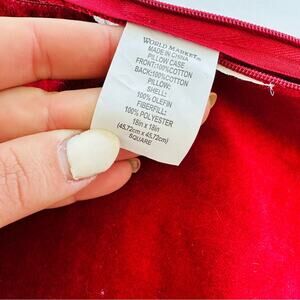 WORLD MARKET®
MADE IN CHINA
PILLOW CASE
FRONT:100%COTTON
BACK:100%COTTON
PILLOW:
SHELL:
100% OLEFIN
FIBERFILL:
100% POLYESTER
18in x 18in
(45,72cm x 45,72cm)
SQUARE